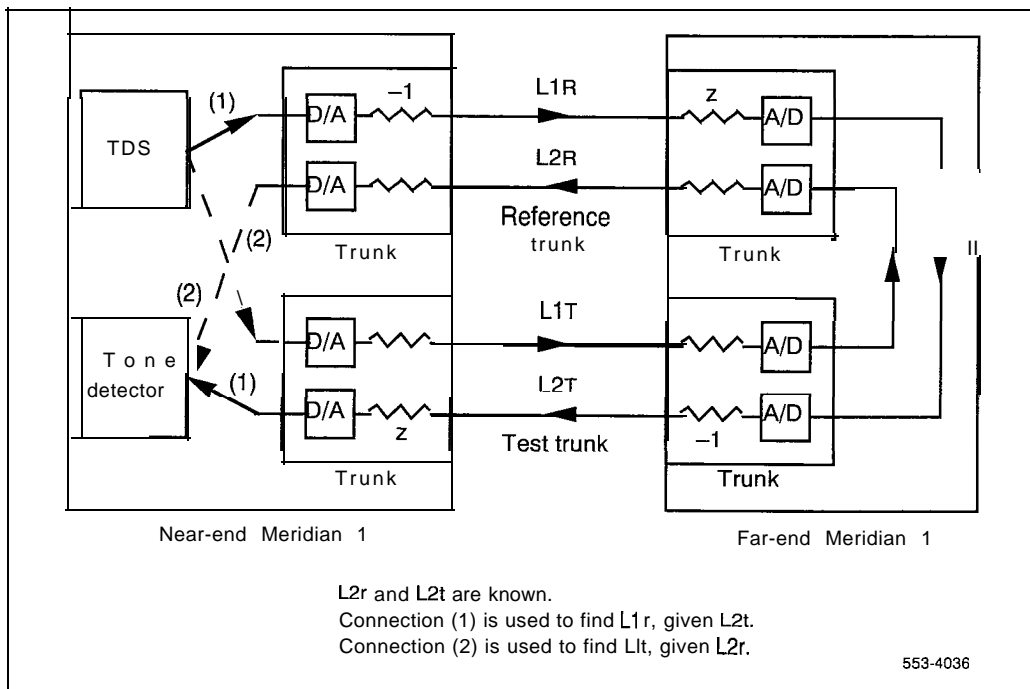 (1)
D/A
–1
L1R
z
A/D
TDS
L2R
D/A
A/D
(2)
Trunk
Reference
trunk
Trunk
II
(2)
D/A
L1T
A/D
Tone
detector
(1)
D/A
z
L2T
–1
A/D
Test trunk
Trunk
Trunk
Near-end Meridian 1
Far-end Meridian 1
L2r and L2t are known.
Connection (1) is used to find L1r, given L2t.
Connection (2) is used to find Llt, given L2r.
553-4036